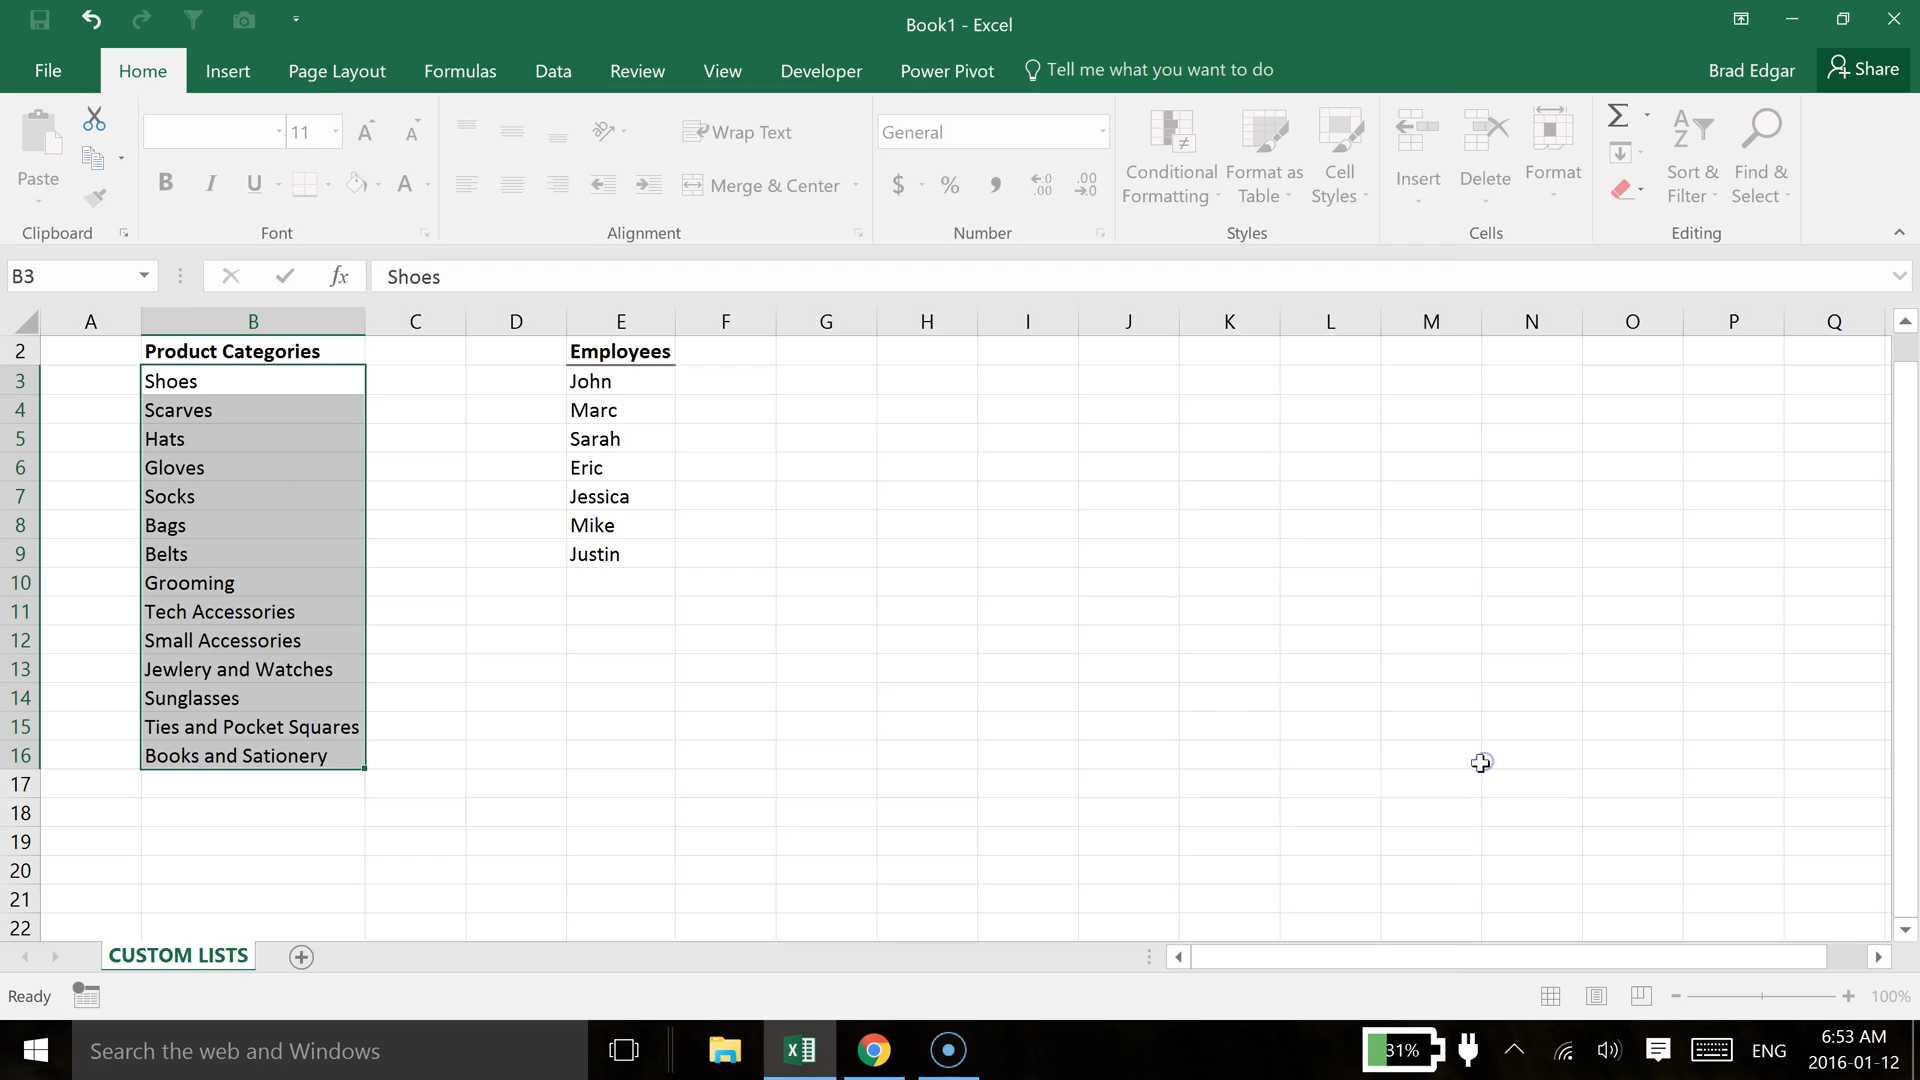 Book1 - Excel
File Home Insert Page Layout Formulas Data Review View Developer Power Pivot Tell me what you want to do Brad Edgar Share
Paste
11
B I U
A
Wrap Text
Merge & Center
General
$ % ,
Conditional Formatting
Format as Table
Cell Styles
Insert
Delete
Format
Sort & Filter
Find & Select
Clipboard Font Alignment Number Styles Cells Editing
B3 fx Shoes
A B C D E F G H I J K L M N O P Q
2 Product Categories Employees
3 Shoes John
4 Scarves Marc
5 Hats Sarah
6 Gloves Eric
7 Socks Jessica
8 Bags Mike
9 Belts Justin
10 Grooming
11 Tech Accessories
12 Small Accessories
13 Jewlery and Watches
14 Sunglasses
15 Ties and Pocket Squares
16 Books and Sationery
17
18
19
20
21
22
CUSTOM LISTS
Ready 100%
Search the web and Windows
31%
ENG
6:53 AM
2016-01-12